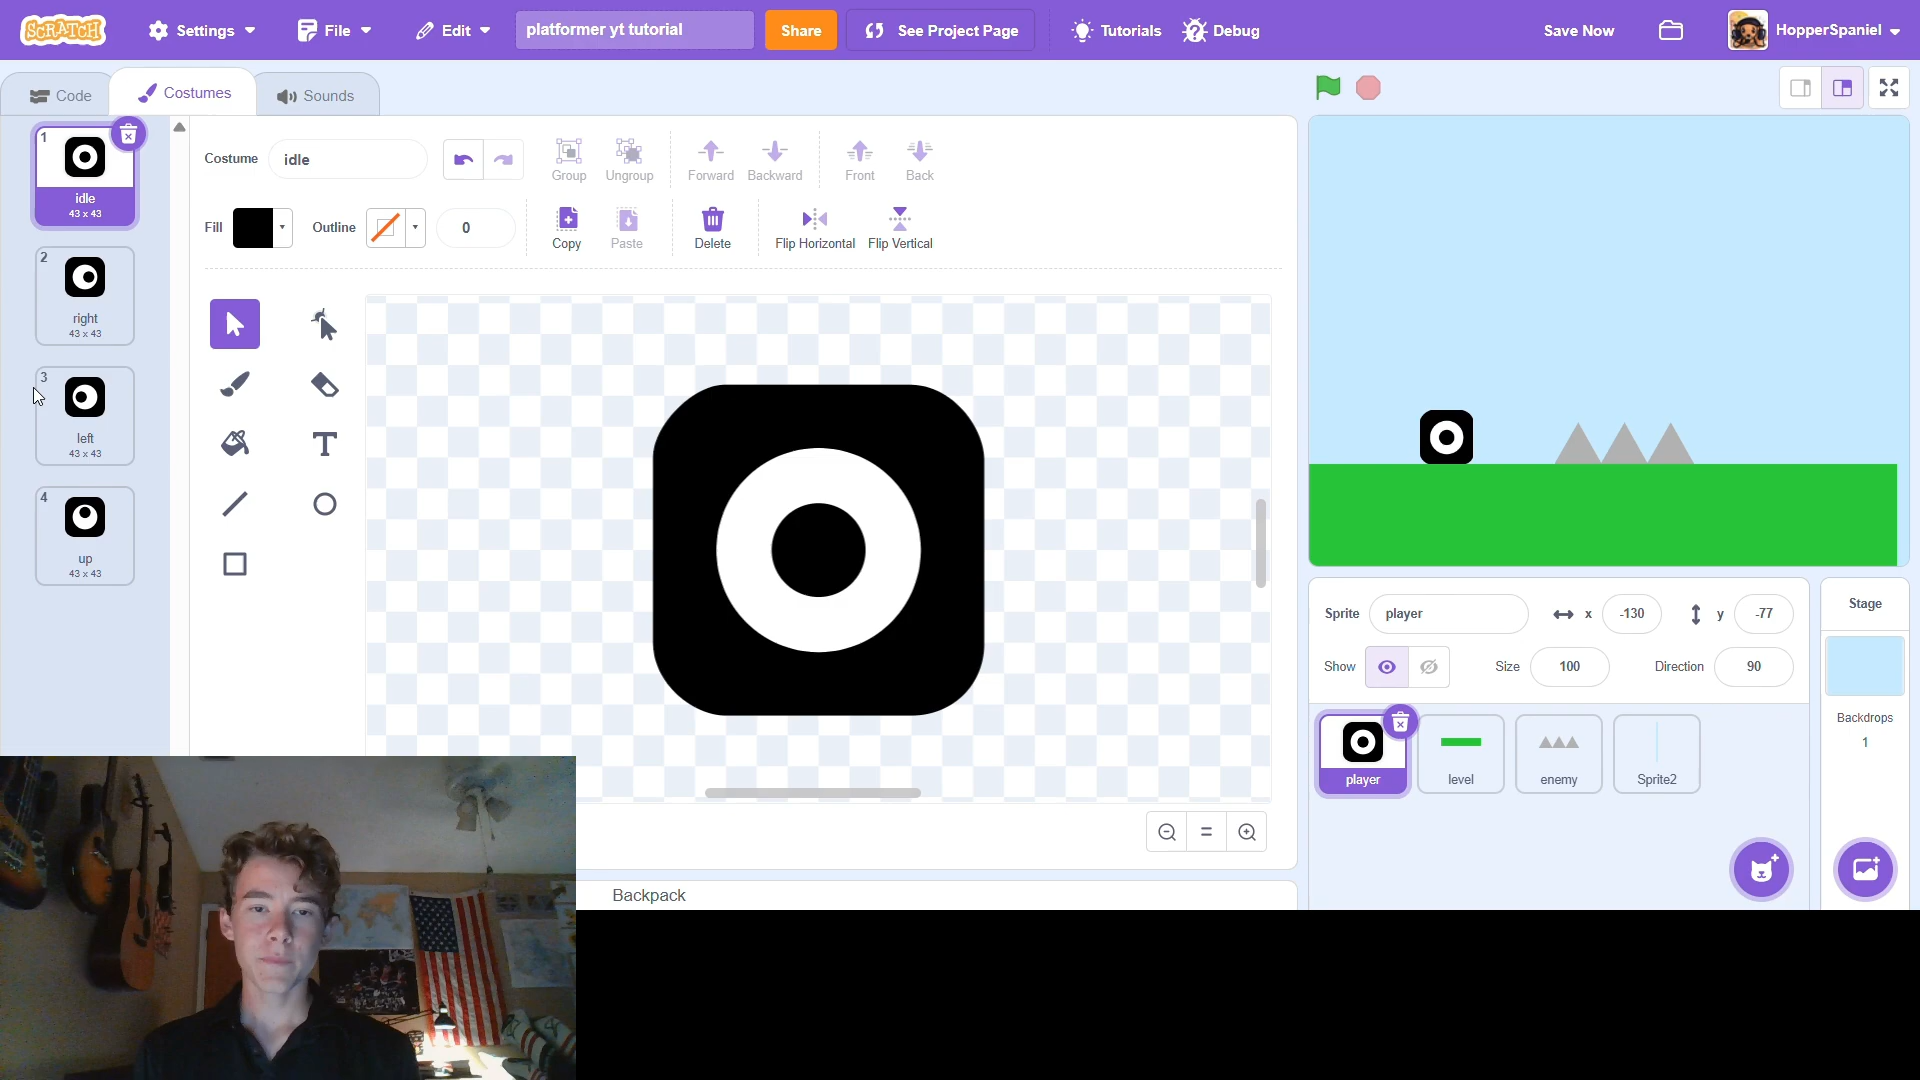 SCRATCH
Settings
File
Edit
platformer yt tutorial
Share
See Project Page
Tutorials
Debug
Save Now
HopperSpaniel
Code
Costumes
Sounds
1
idle
43 x 43
2
right
43 x 43
3
left
43 x 43
4
up
43 x 43
Costume
idle
Group
Ungroup
Forward
Backward
Front
Back
Fill
Outline
0
Copy
Paste
Delete
Flip Horizontal
Flip Vertical
Backpack
Sprite
player
x
-130
y
-77
Show
Size
100
Direction
90
player
level
enemy
Sprite2
Stage
Backdrops
1